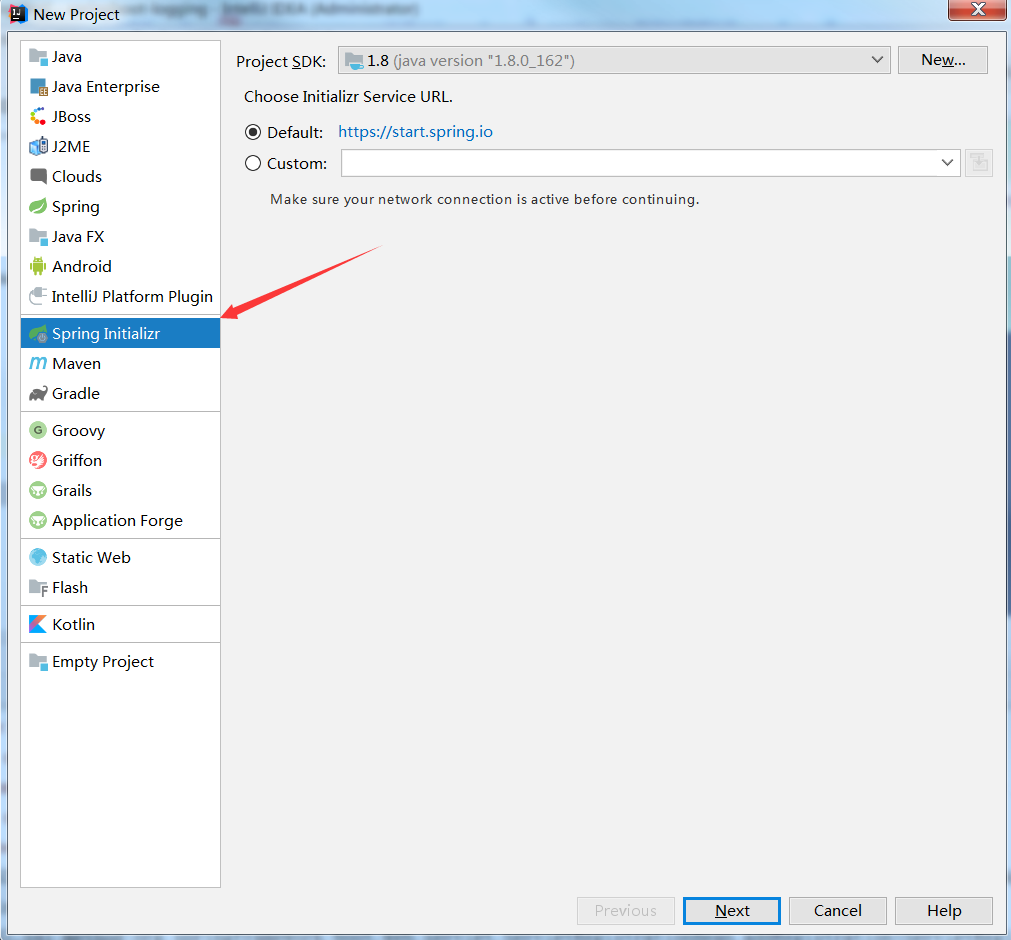 New Project
Java
Java Enterprise
JBoss
J2ME
Clouds
Spring
Java FX
Android
IntelliJ Platform Plugin
Spring Initializr
Maven
Gradle
Groovy
Griffon
Grails
Application Forge
Static Web
Flash
Kotlin
Empty Project
Project SDK: 1.8 (java version "1.8.0_162") New...
Choose Initializr Service URL.
Default: https://start.spring.io
Custom:
Make sure your network connection is active before continuing.
Previous Next Cancel Help